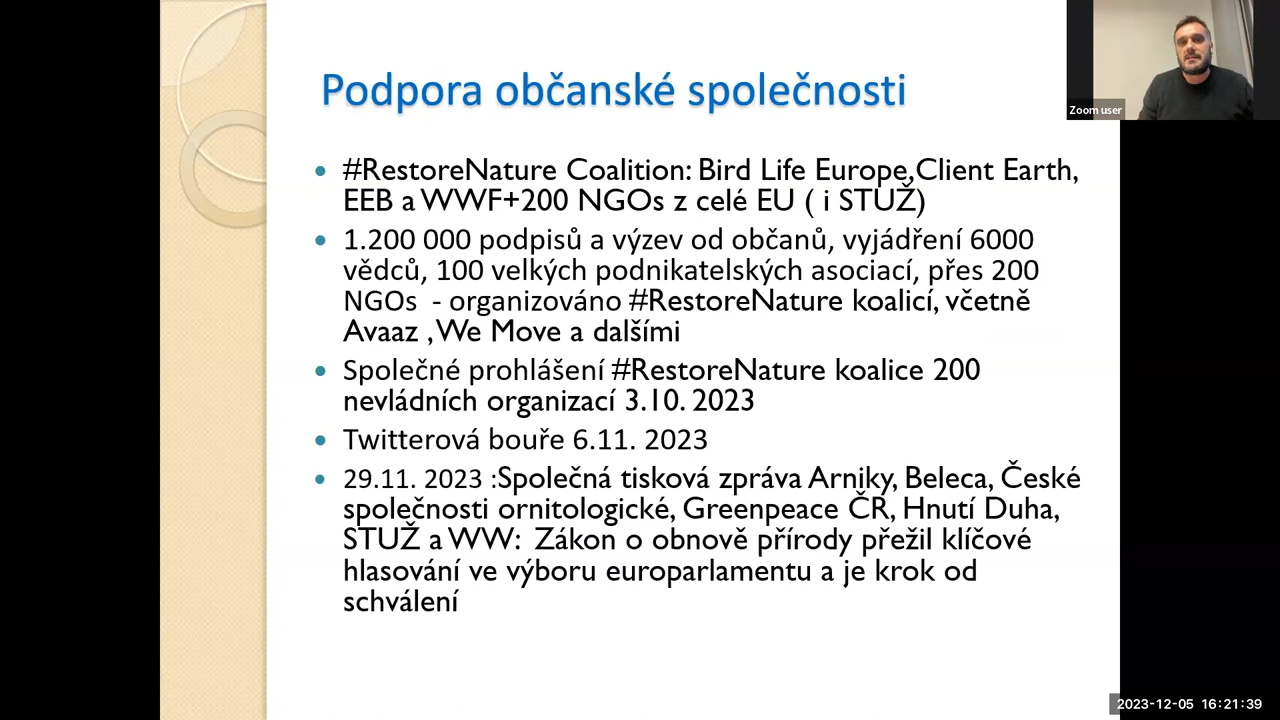 Podpora občanské společnosti
#RestoreNature Coalition: Bird Life Europe,Client Earth,
EEB a WWF+200 NGOs z celé EU ( i STUŽ)
1.200 000 podpisů a výzev od občanů, vyjádření 6000
vědců, 100 velkých podnikatelských asociací, přes 200
NGOs - organizováno #RestoreNature koalicí, včetně
Avaaz , We Move a dalšími
Společné prohlášení #RestoreNature koalice 200
nevládních organizací 3.10. 2023
Twitterová bouře 6.11. 2023
29.11. 2023 :Společná tisková zpráva Arniky, Beleca, České
společnosti ornitologické, Greenpeace ČR, Hnutí Duha,
STUŽ a WW: Zákon o obnově přírody přežil klíčové
hlasování ve výboru europarlamentu a je krok od
schválení
Zoom user
2023-12-05 16:21:39